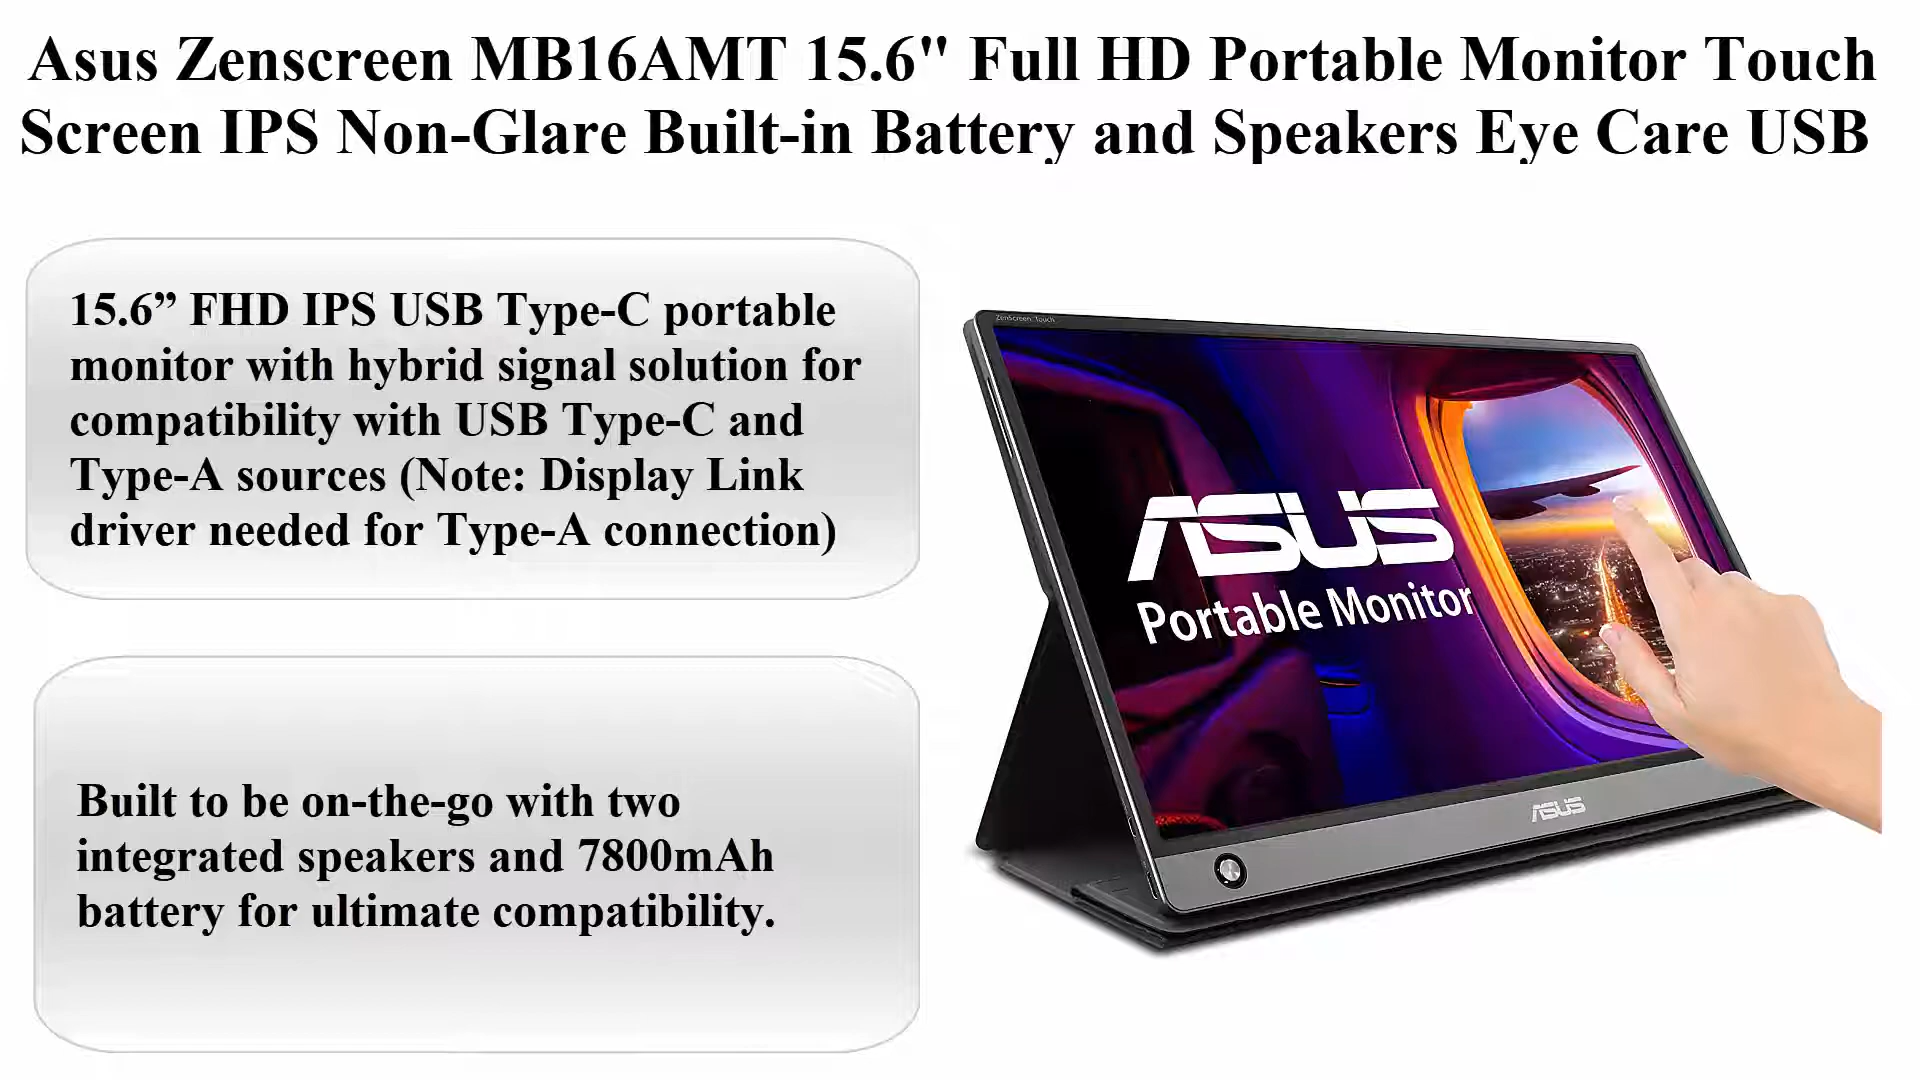 Asus Zenscreen MB16AMT 15.6" Full HD Portable Monitor Touch
Screen IPS Non-Glare Built-in Battery and Speakers Eye Care USB
15.6” FHD IPS USB Type-C portable
monitor with hybrid signal solution for
compatibility with USB Type-C and
Type-A sources (Note: Display Link
driver needed for Type-A connection)
Built to be on-the-go with two
integrated speakers and 7800mAh
battery for ultimate compatibility.
ZenScreen Touch
ASUS
Portable Monitor
ASUS